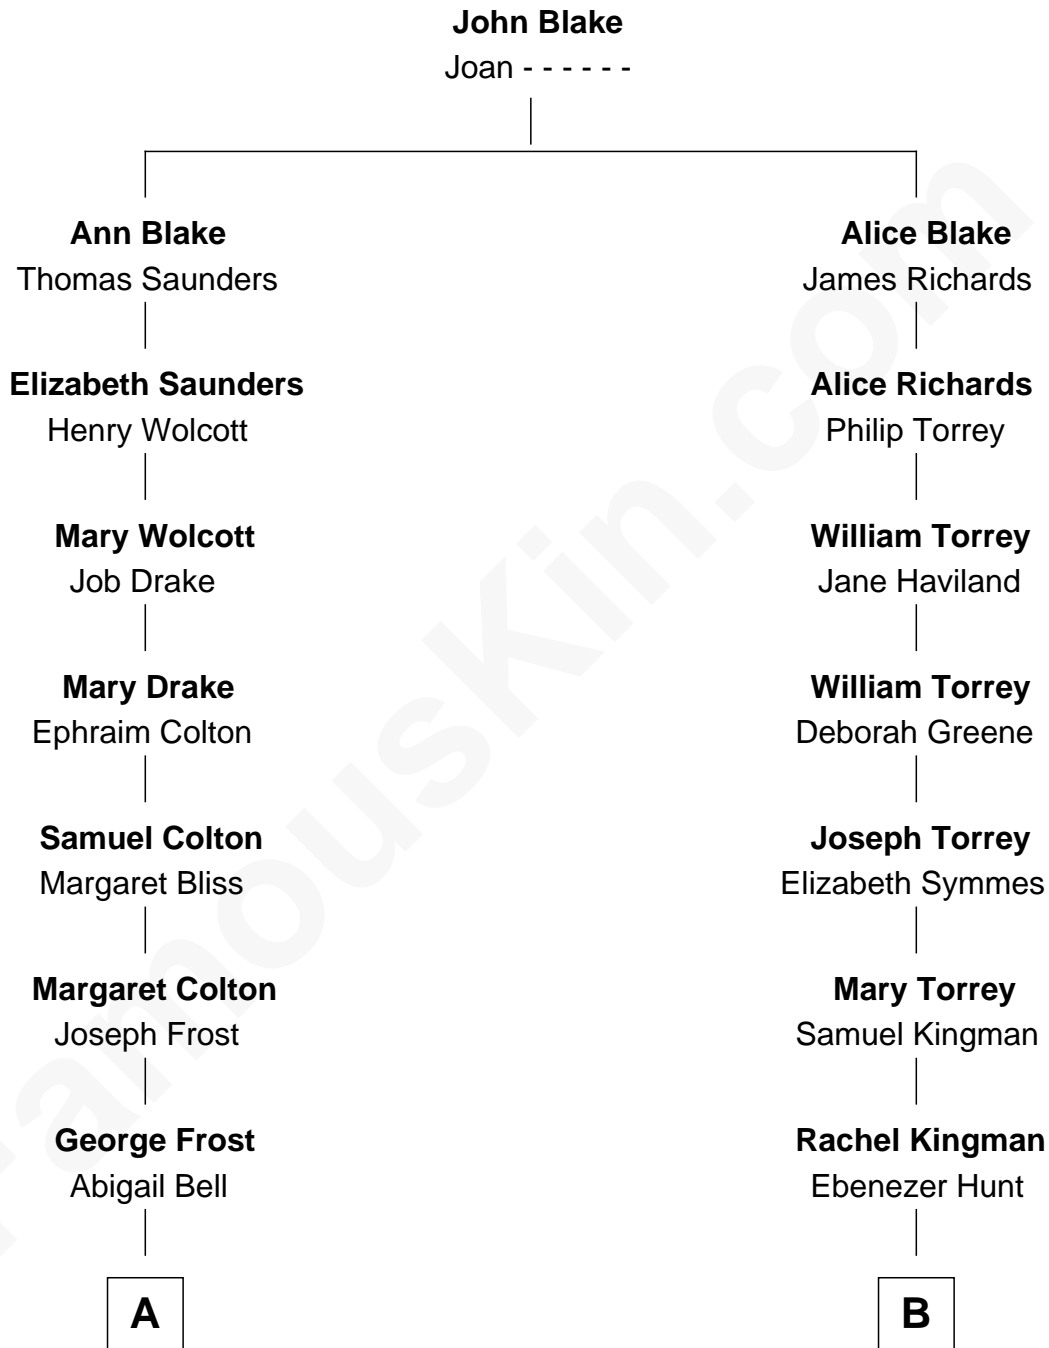 John Blake
Joan - - - - - -
Ann Blake
Thomas Saunders
Alice Blake
James Richards
Elizabeth Saunders
Henry Wolcott
Alice Richards
Philip Torrey
Mary Wolcott
Job Drake
William Torrey
Jane Haviland
Mary Drake
Ephraim Colton
William Torrey
Deborah Greene
Samuel Colton
Margaret Bliss
Joseph Torrey
Elizabeth Symmes
Margaret Colton
Joseph Frost
Mary Torrey
Samuel Kingman
George Frost
Abigail Bell
Rachel Kingman
Ebenezer Hunt
A
B
FamousKin.com